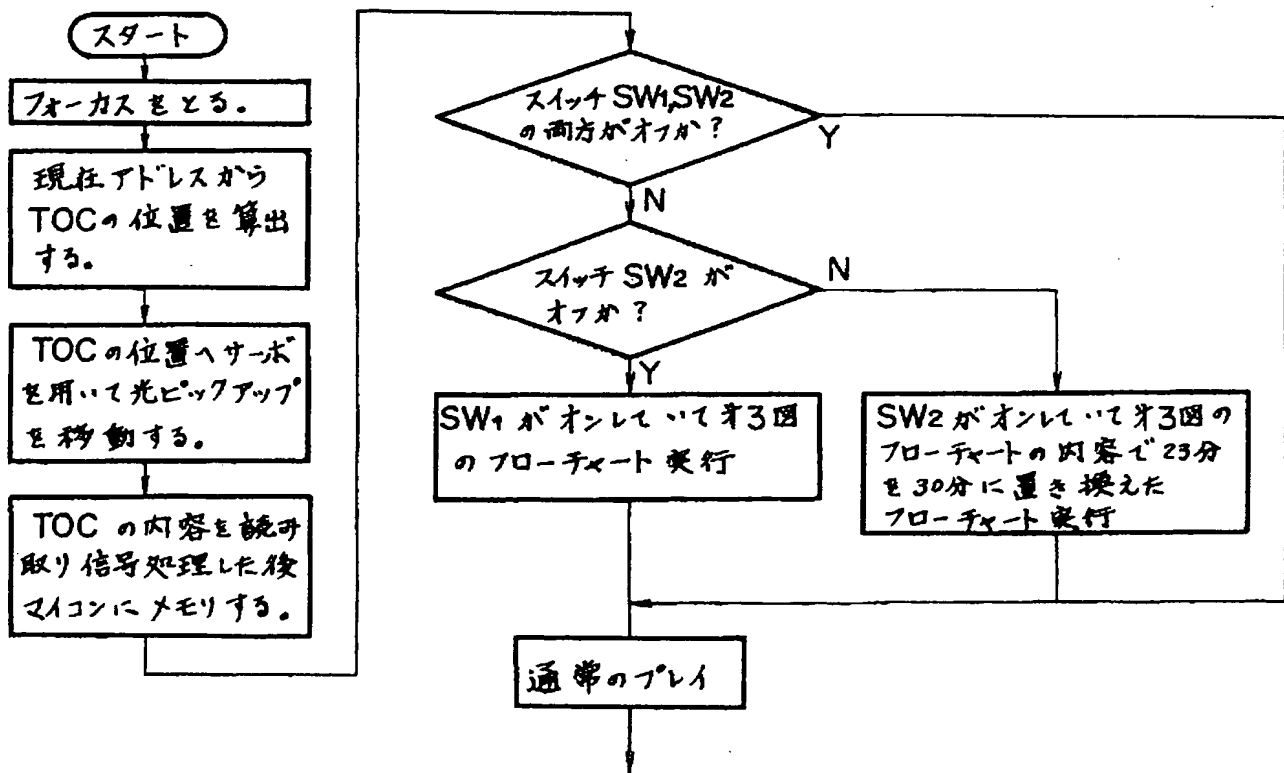 スタート
フォーカスをとる。
現在アドレスから
TOCの位置を算出
する。
TOCの位置へサーボ
を用いて光ピックアップ
を移動する。
TOCの内容を読み
取り信号処理した後
マイコンにメモリする。
スイッチSW1,SW2
の両方がオフか?
Y
N
スイッチSW2が
オフか?
N
Y
SW1がオンしていてオ3図
のフローチャート実行
SW2がオンしていてオ3図の
フローチャートの内容で23分
を30分に置き換えた
フローチャート実行
通常のプレイ